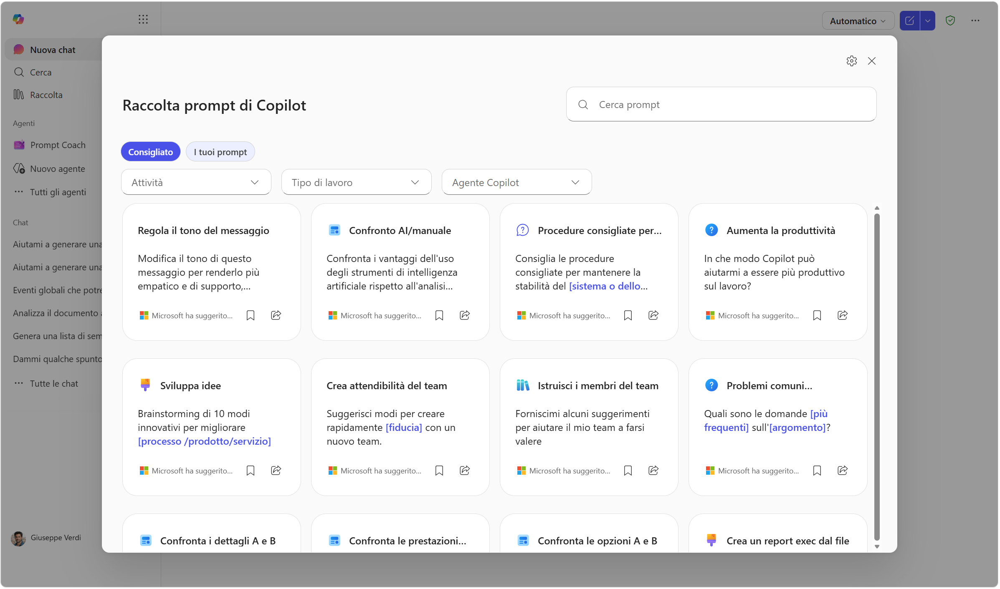 Automatico
Nuova chat
Cerca
Raccolta
Agenti
Prompt Coach
Nuovo agente
Tutti gli agenti
Chat
Aiutami a generare una
Aiutami a generare una
Eventi globali che potre
Analizza il documento
Genera una lista di sem
Dammi qualche spunto
Tutte le chat
Giuseppe Verdi
Raccolta prompt di Copilot
Cerca prompt
Consigliato
I tuoi prompt
Attività
Tipo di lavoro
Agente Copilot
Regola il tono del messaggio
Modifica il tono di questo
messaggio per renderlo più
empatico e di supporto,...
Microsoft ha suggerito...
Confronto AI/manuale
Confronta i vantaggi dell'uso
degli strumenti di intelligenza
artificiale rispetto all'analisi...
Microsoft ha suggerito...
Procedure consigliate per...
Consiglia le procedure
consigliate per mantenere la
stabilità del [sistema o dello...
Microsoft ha suggerito...
Aumenta la produttività
In che modo Copilot può
aiutarmi a essere più produttivo
sul lavoro?
Microsoft ha suggerito...
Sviluppa idee
Brainstorming di 10 modi
innovativi per migliorare
[processo /prodotto/servizio]
Microsoft ha suggerito...
Crea attendibilità del team
Suggerisci modi per creare
rapidamente [fiducia] con un
nuovo team.
Microsoft ha suggerito...
Istruisci i membri del team
Forniscimi alcuni suggerimenti
per aiutare il mio team a farsi
valere
Microsoft ha suggerito...
Problemi comuni...
Quali sono le domande [più
frequenti] sull'[argomento]?
Microsoft ha suggerito...
Confronta i dettagli A e B
Confronta le prestazioni...
Confronta le opzioni A e B
Crea un report exec dal file